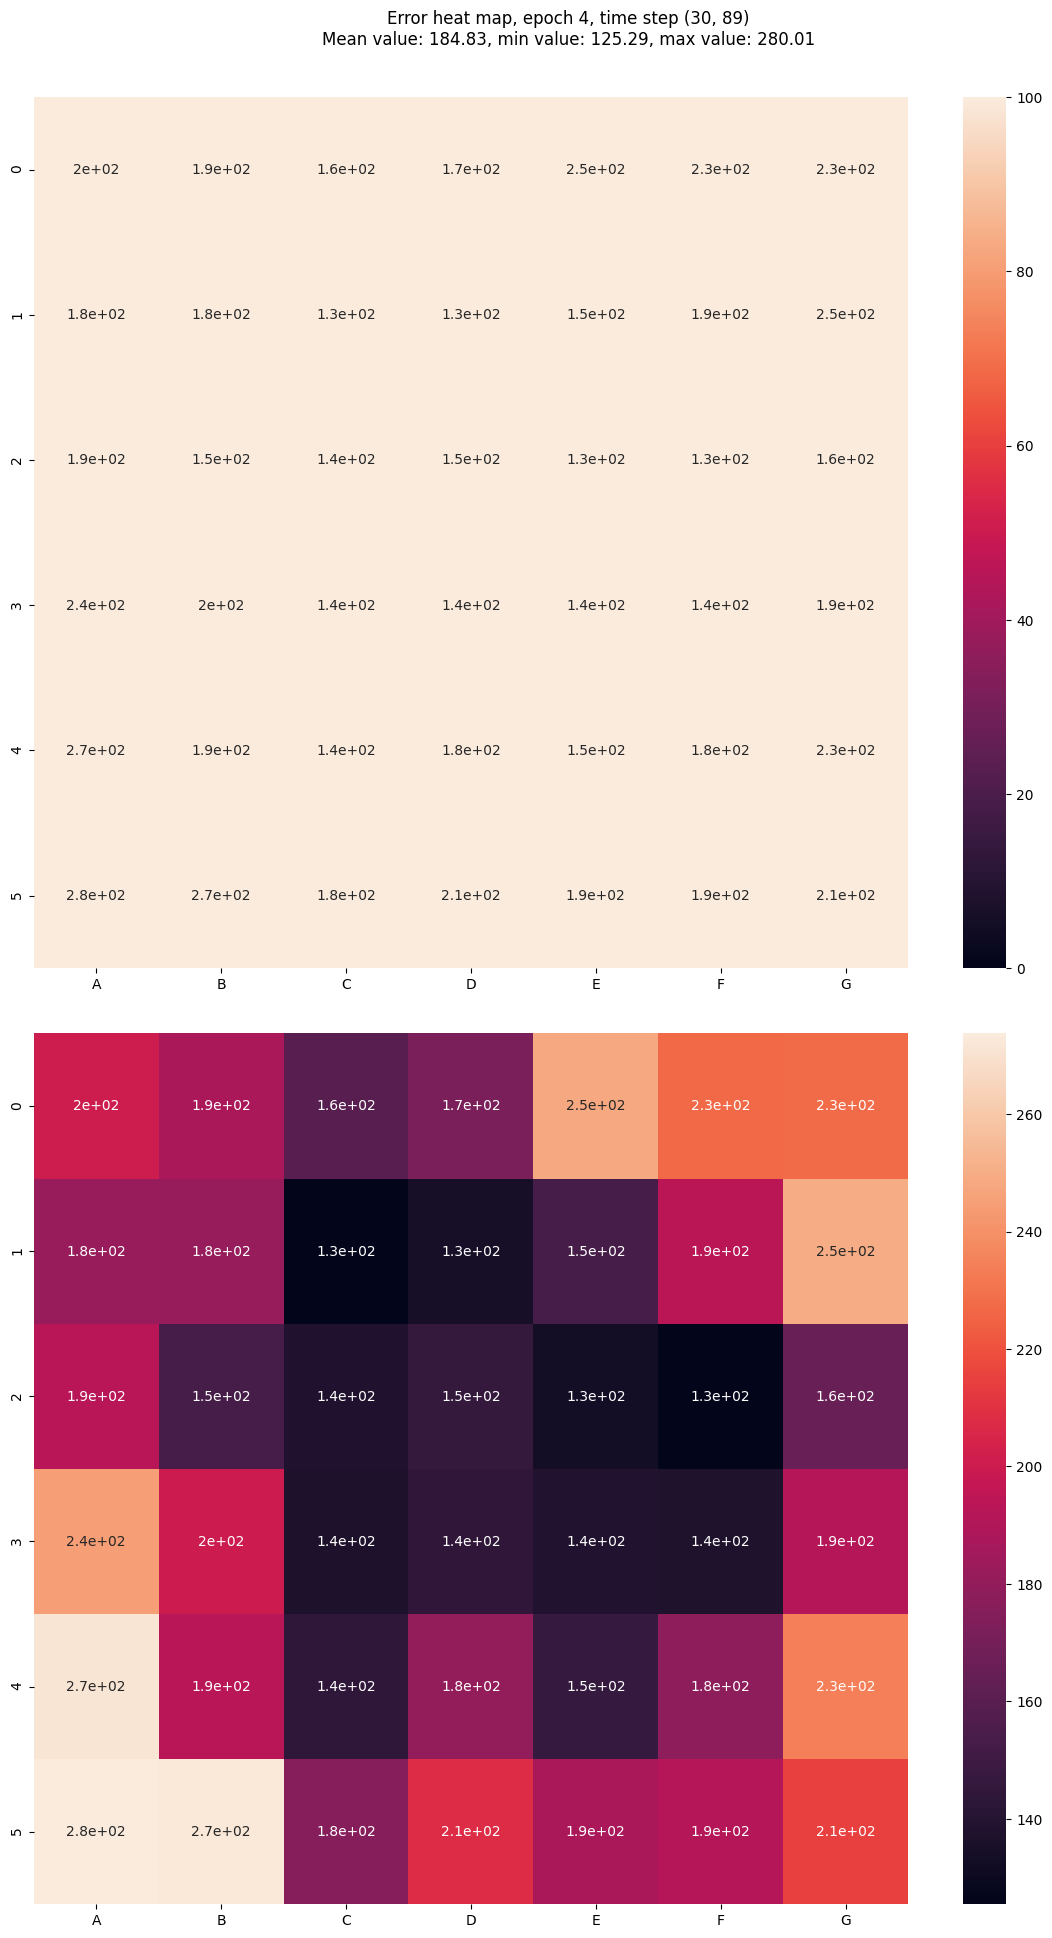 Error heat map, epoch 4, time step (30, 89)
Mean value: 184.83, min value: 125.29, max value: 280.01
100
0 2e+02 1.9e+02 1.6e+02 1.7e+02 2.5e+02 2.3e+02 2.3e+02
80
1 1.8e+02 1.8e+02 1.3e+02 1.3e+02 1.5e+02 1.9e+02 2.5e+02
60
2 1.9e+02 1.5e+02 1.4e+02 1.5e+02 1.3e+02 1.3e+02 1.6e+02
3 2.4e+02 2e+02 1.4e+02 1.4e+02 1.4e+02 1.4e+02 1.9e+02
40
4 2.7e+02 1.9e+02 1.4e+02 1.8e+02 1.5e+02 1.8e+02 2.3e+02
20
5 2.8e+02 2.7e+02 1.8e+02 2.1e+02 1.9e+02 1.9e+02 2.1e+02
0
A B C D E F G
0 2e+02 1.9e+02 1.6e+02 1.7e+02 2.5e+02 2.3e+02 2.3e+02
260
1 1.8e+02 1.8e+02 1.3e+02 1.3e+02 1.5e+02 1.9e+02 2.5e+02
240
220
2 1.9e+02 1.5e+02 1.4e+02 1.5e+02 1.3e+02 1.3e+02 1.6e+02
200
3 2.4e+02 2e+02 1.4e+02 1.4e+02 1.4e+02 1.4e+02 1.9e+02
180
4 2.7e+02 1.9e+02 1.4e+02 1.8e+02 1.5e+02 1.8e+02 2.3e+02
160
5 2.8e+02 2.7e+02 1.8e+02 2.1e+02 1.9e+02 1.9e+02 2.1e+02
140
A B C D E F G